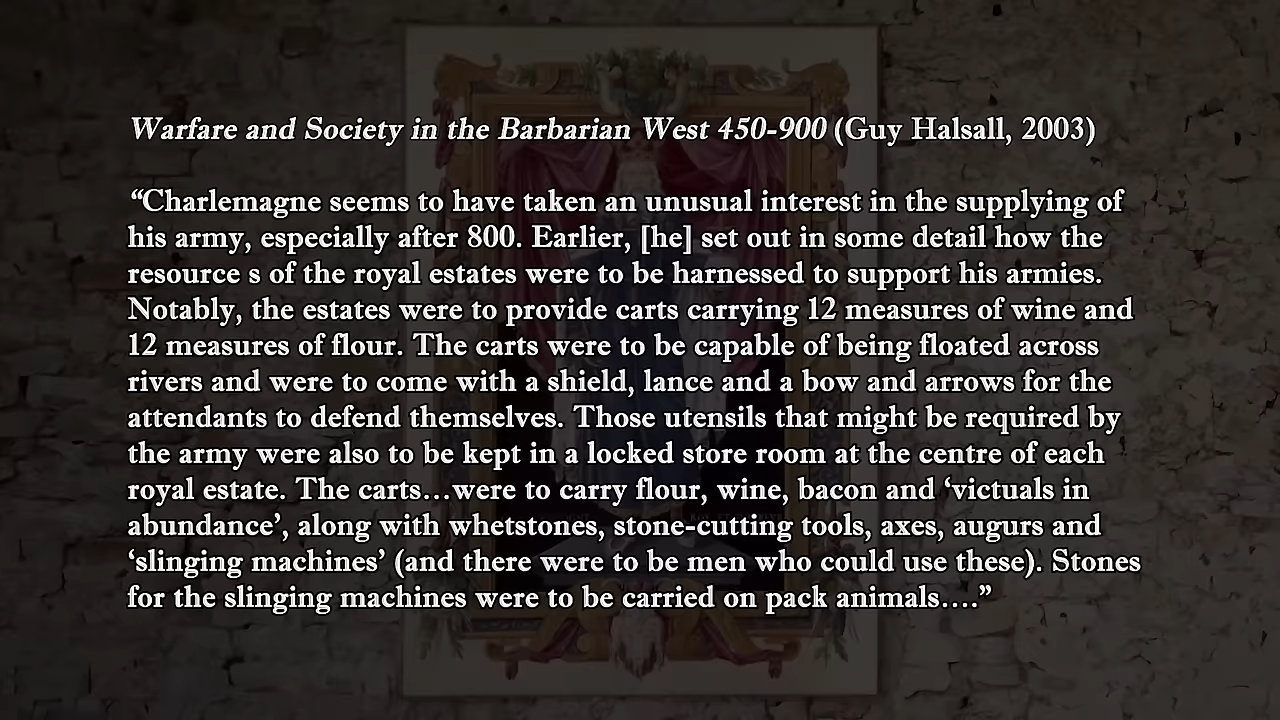 Warfare and Society in the Barbarian West 450-900 (Guy Halsall, 2003)
“Charlemagne seems to have taken an unusual interest in the supplying of
his army, especially after 800. Earlier, [he] set out in some detail how the
resource s of the royal estates were to be harnessed to support his armies.
Notably, the estates were to provide carts carrying 12 measures of wine and
12 measures of flour. The carts were to be capable of being floated across
rivers and were to come with a shield, lance and a bow and arrows for the
attendants to defend themselves. Those utensils that might be required by
the army were also to be kept in a locked store room at the centre of each
royal estate. The carts…were to carry flour, wine, bacon and ‘victuals in
abundance’, along with whetstones, stone-cutting tools, axes, augurs and
‘slinging machines’ (and there were to be men who could use these). Stones
for the slinging machines were to be carried on pack animals….”